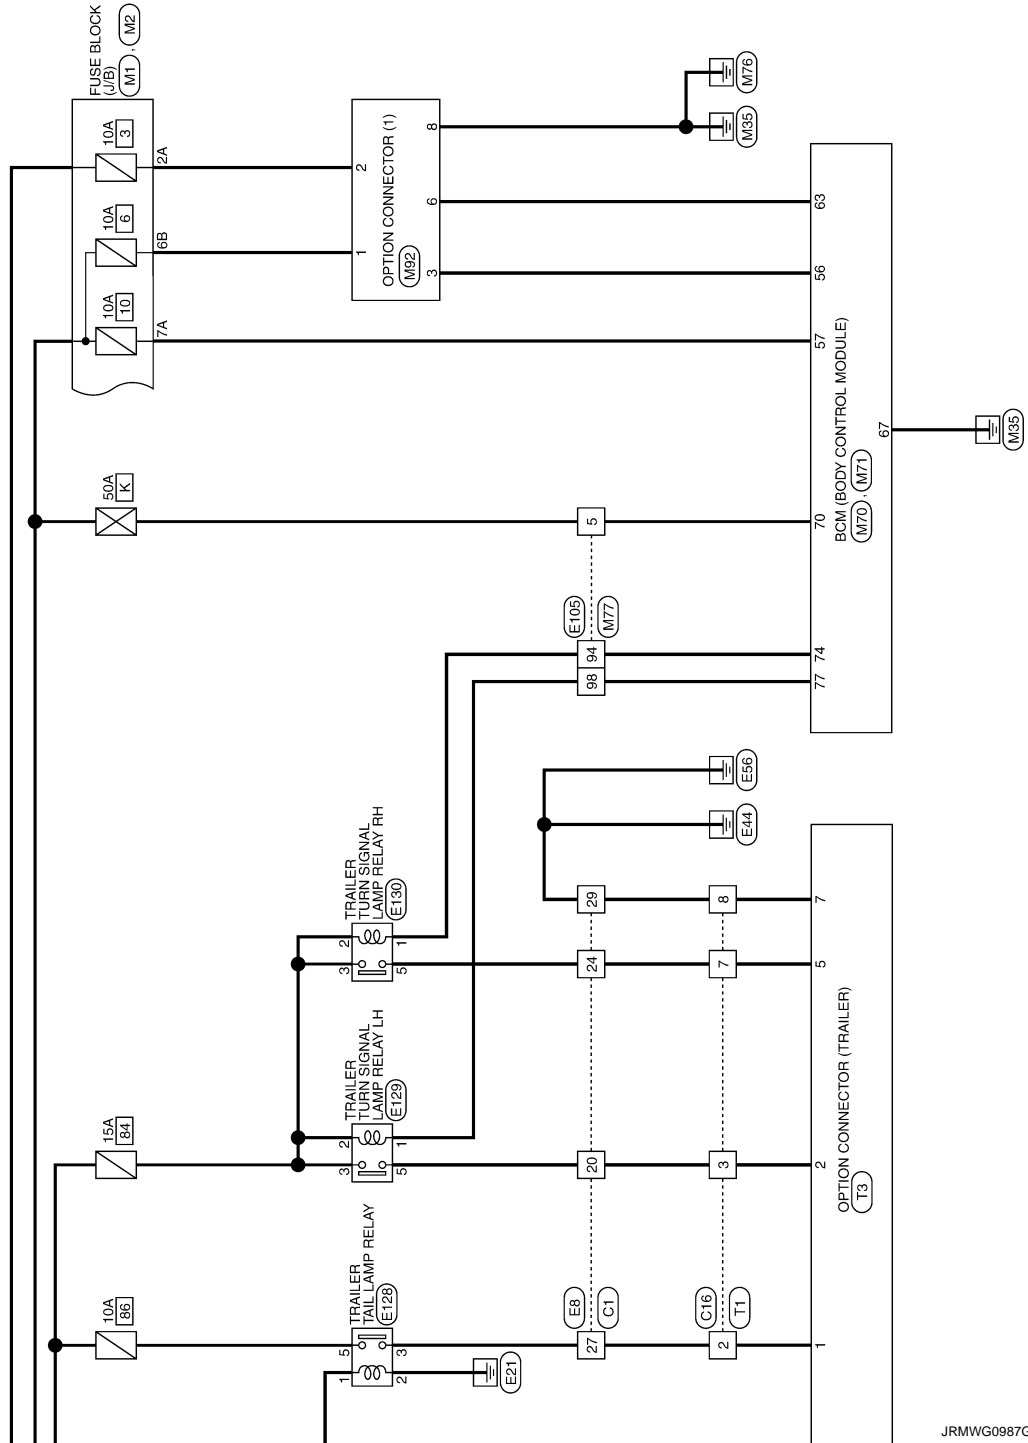 FUSE BLOCK
(J/B)
M1 , M2
10A
3
2A
10A
6
6B
10A
10
7A
2
1
OPTION CONNECTOR (1)
M92
8
6
3
M76
M35
63
56
57
70
74
77
BCM (BODY CONTROL MODULE)
M70 , M71
67
M35
50A
K
5
E105
M77
94
98
E56
E44
TRAILER
TURN SIGNAL
LAMP RELAY RH
E130
2
3
1
5
29
8
7
24
7
5
TRAILER
TURN SIGNAL
LAMP RELAY LH
E129
2
3
1
5
15A
84
20
3
2
OPTION CONNECTOR (TRAILER)
T3
10A
86
TRAILER
TAIL LAMP RELAY
E128
5
1
3
2
E21
E8
C1
27
C16
T1
2
1
JRMWG0987G